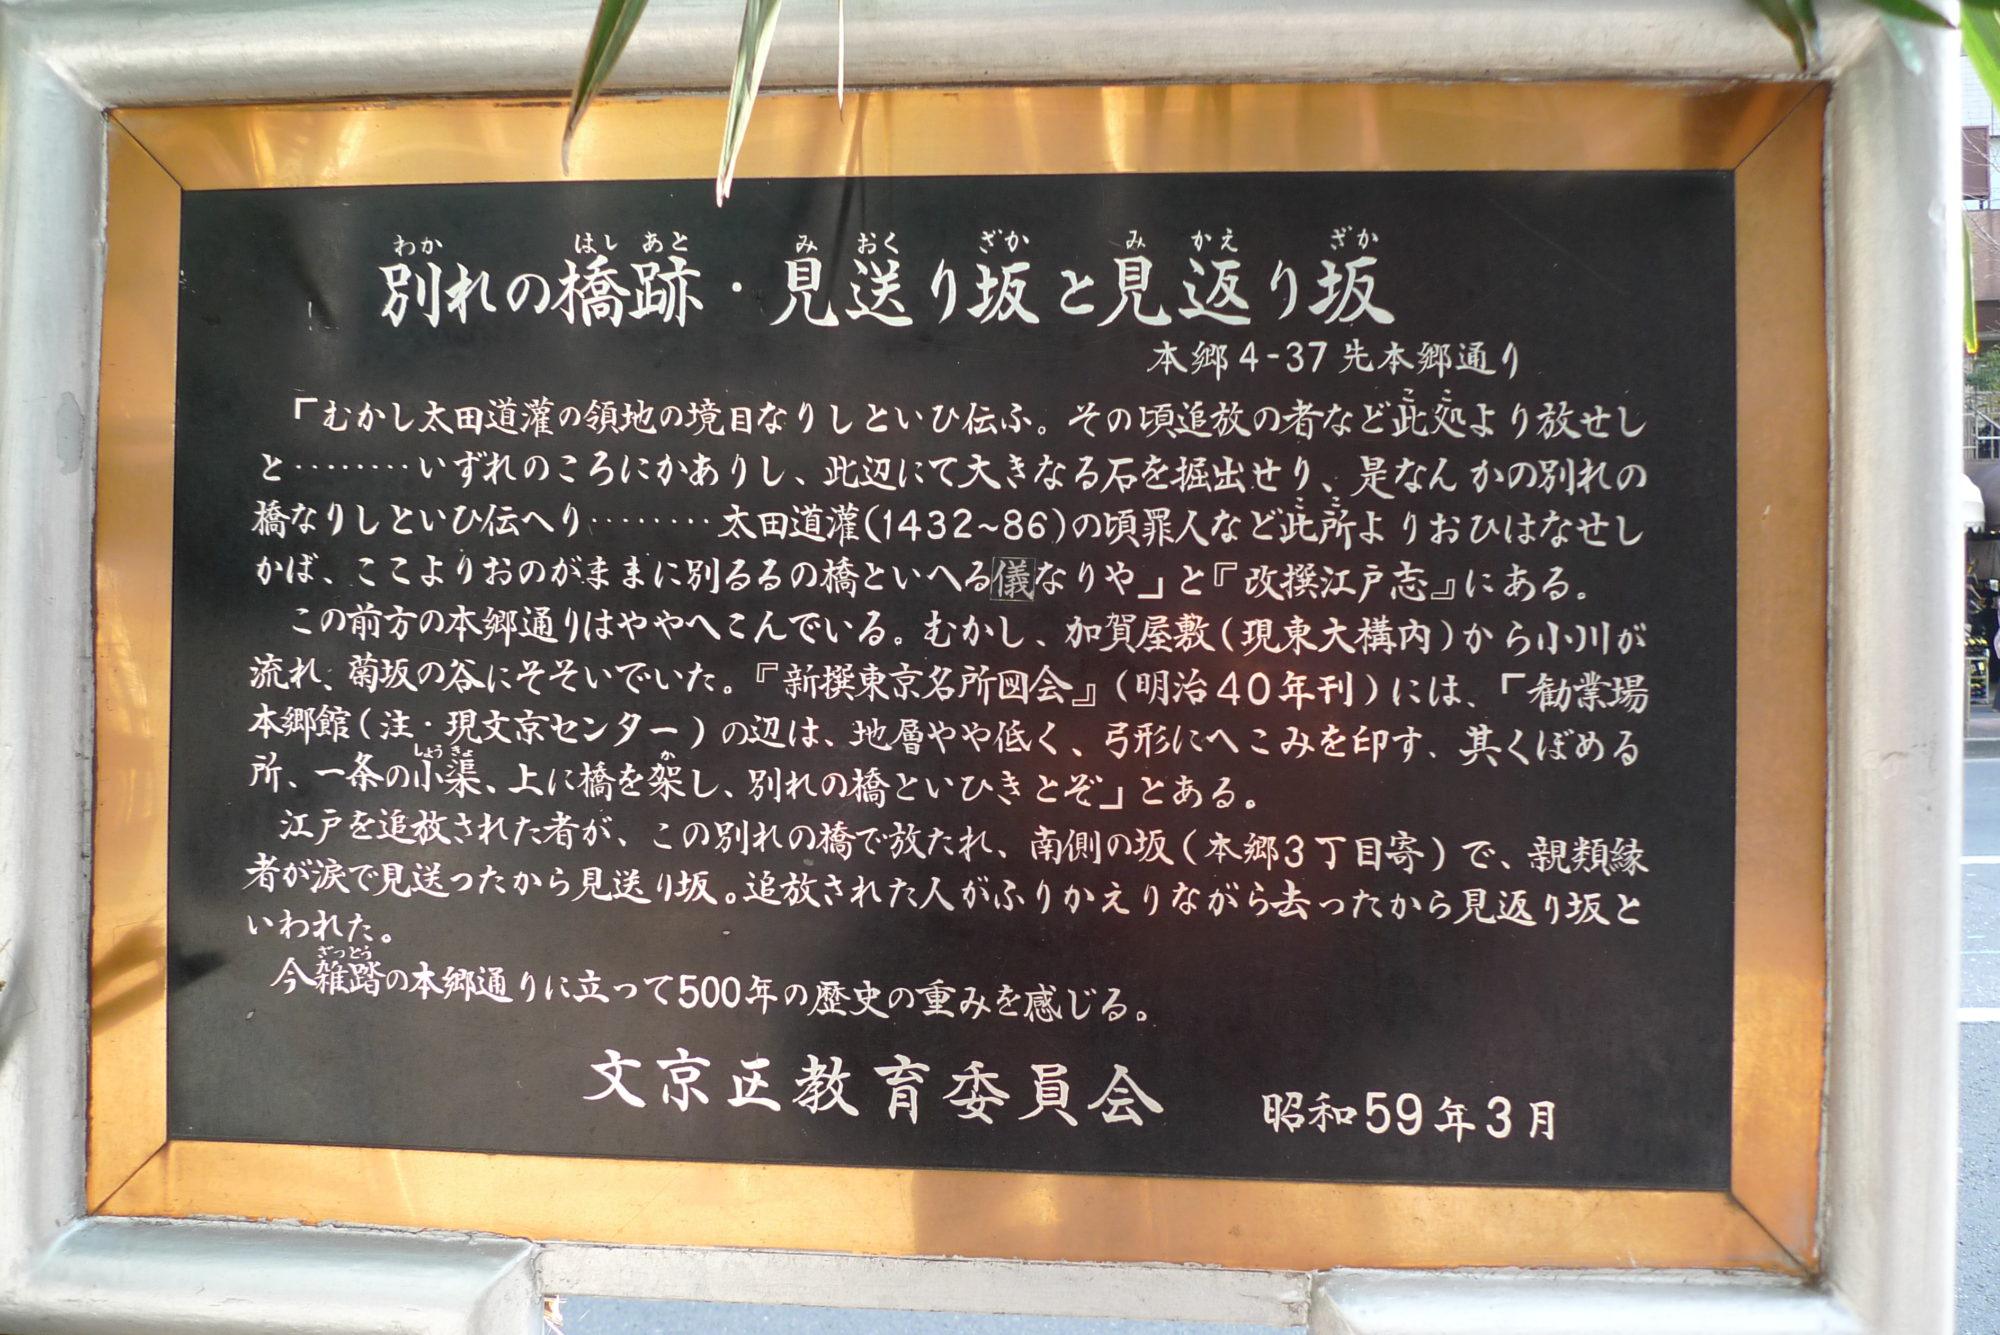 別れの橋跡・見送り坂と見返り坂
本郷4-37先本郷通り
「むかし太田道灌の領地の境目なりしといひ伝ふ。その頃追放の者など此処より放せし
と‥‥‥‥いずれのころにかありし、此辺にて大きなる石を掘出せり、是なんかの別れの
橋なりしといひ伝へり‥‥‥‥太田道灌(1432~86)の頃罪人など此所よりおひはなせし
かば、ここよりおのがままに別るるの橋といへる儀なりや」と『改撰江戸志』にある。
この前方の本郷通りはややへこんでいる。むかし、加賀屋敷(現東大構内)から小川が
流れ、菊坂の谷にそそいでいた。『新撰東京名所図会』(明治40年刊)には、「勧業場
本郷館(注・現文京センター)の辺は、地層やや低く、弓形にへこみを印す、其くぼめる
所、一条の小渠、上に橋を架し、別れの橋といひきとぞ」とある。
江戸を追放された者が、この別れの橋で放たれ、南側の坂(本郷3丁目寄)で、親類縁
者が涙で見送ったから見送り坂。追放された人がふりかえりながら去ったから見返り坂と
いわれた。
今雑踏の本郷通りに立って500年の歴史の重みを感じる。
文京区教育委員会 昭和59年3月